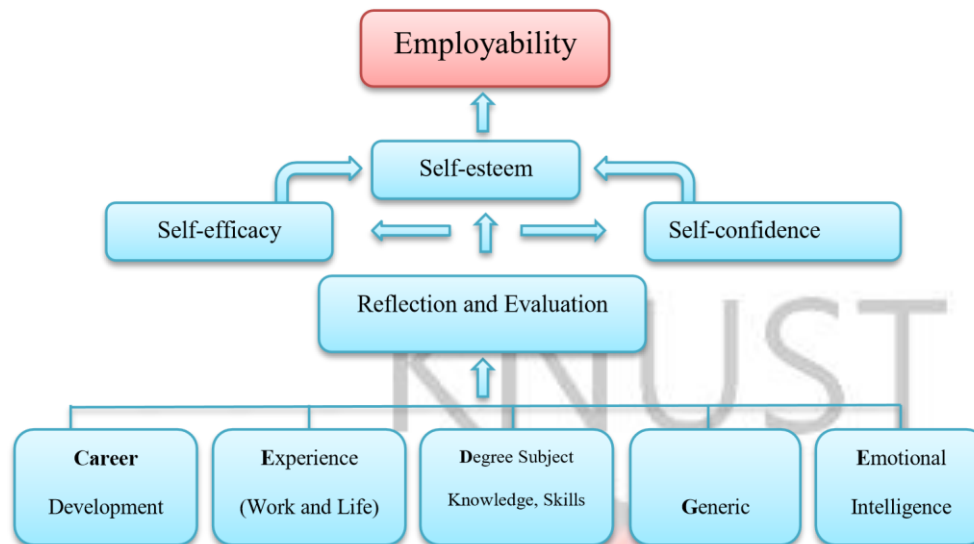 Employability
Self-esteem
Self-efficacy
Self-confidence
Reflection and Evaluation
KNUST
Career
Development
Experience
(Work and Life)
Degree Subject
Knowledge, Skills
Generic
Emotional
Intelligence